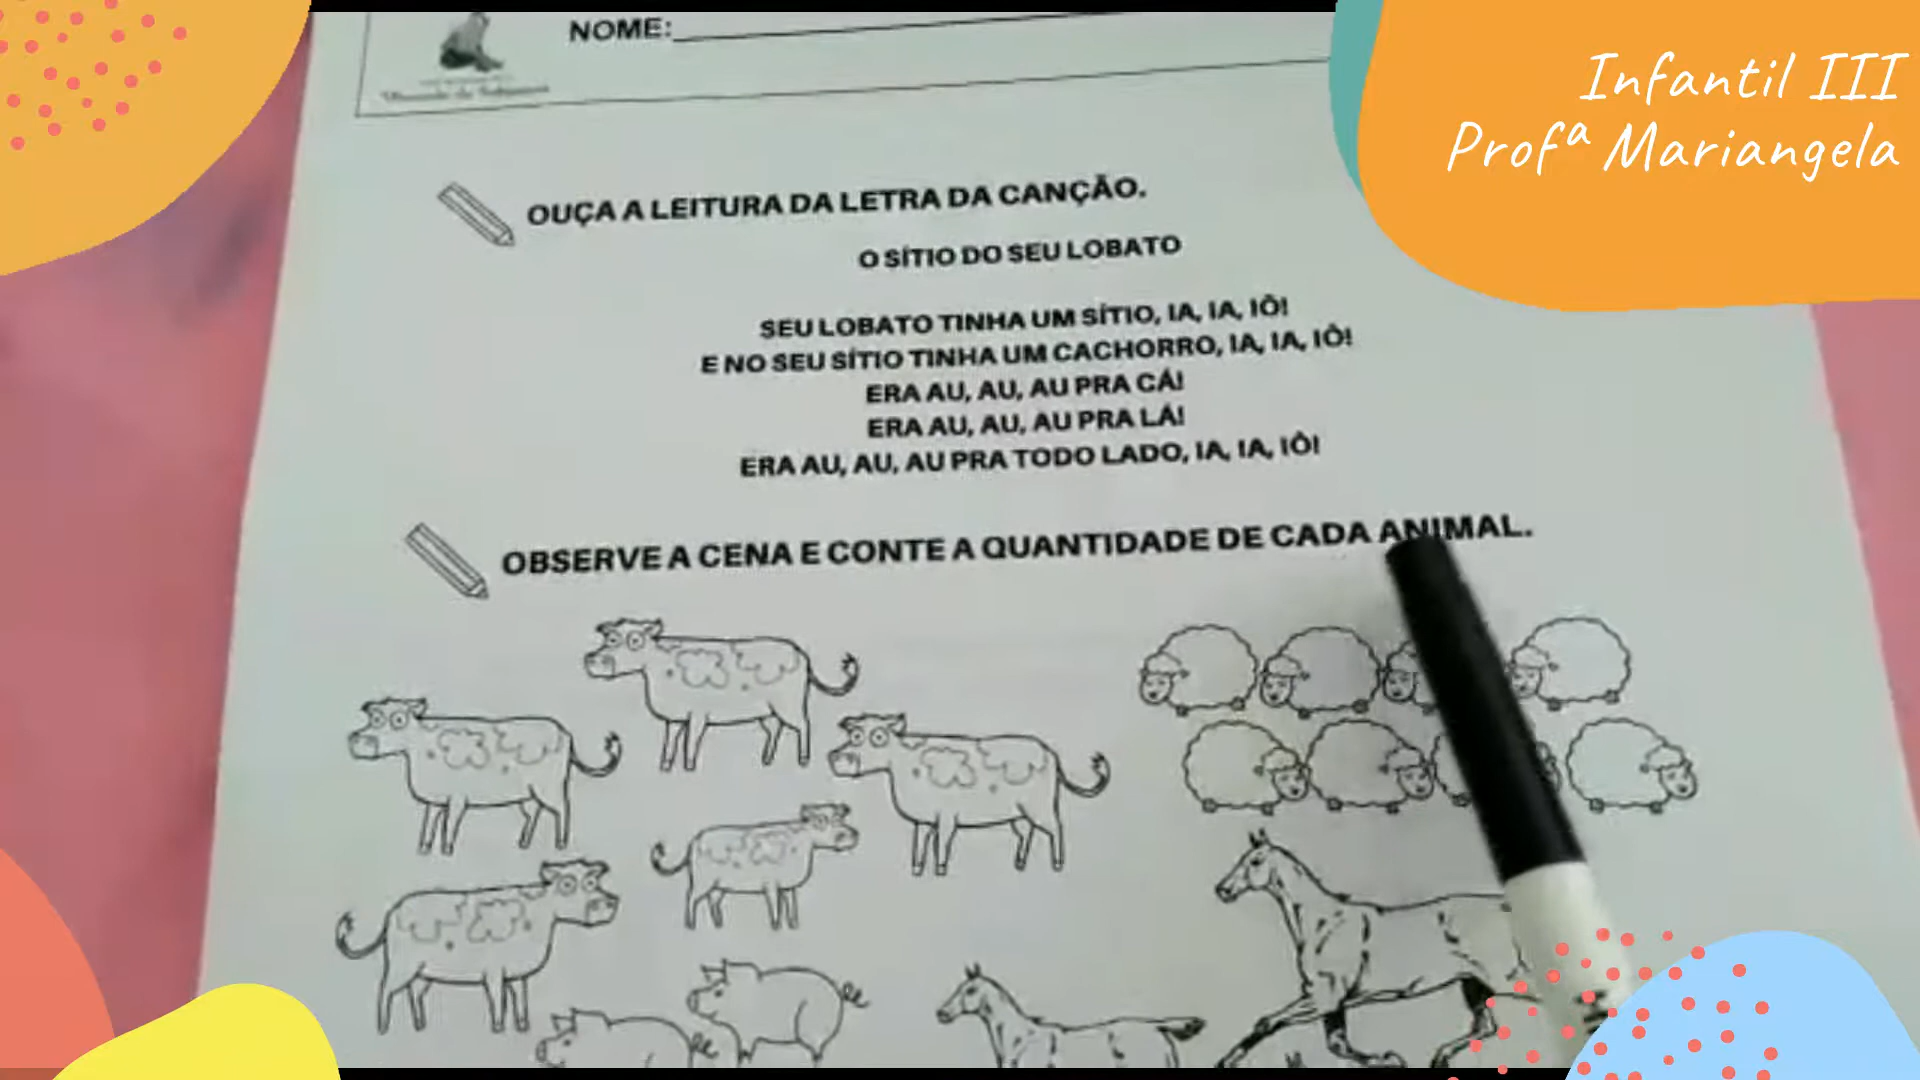 NOME:
Infantil III
Profª Mariangela
OUÇA A LEITURA DA LETRA DA CANÇÃO.
O SÍTIO DO SEU LOBATO
SEU LOBATO TINHA UM SÍTIO, IA, IA, IÔ!
E NO SEU SÍTIO TINHA UM CACHORRO, IA, IA, IÔ!
ERA AU, AU, AU PRA CÁ!
ERA AU, AU, AU PRA LÁ!
ERA AU, AU, AU PRA TODO LADO, IA, IA, IÔ!
OBSERVE A CENA E CONTE A QUANTIDADE DE CADA ANIMAL.